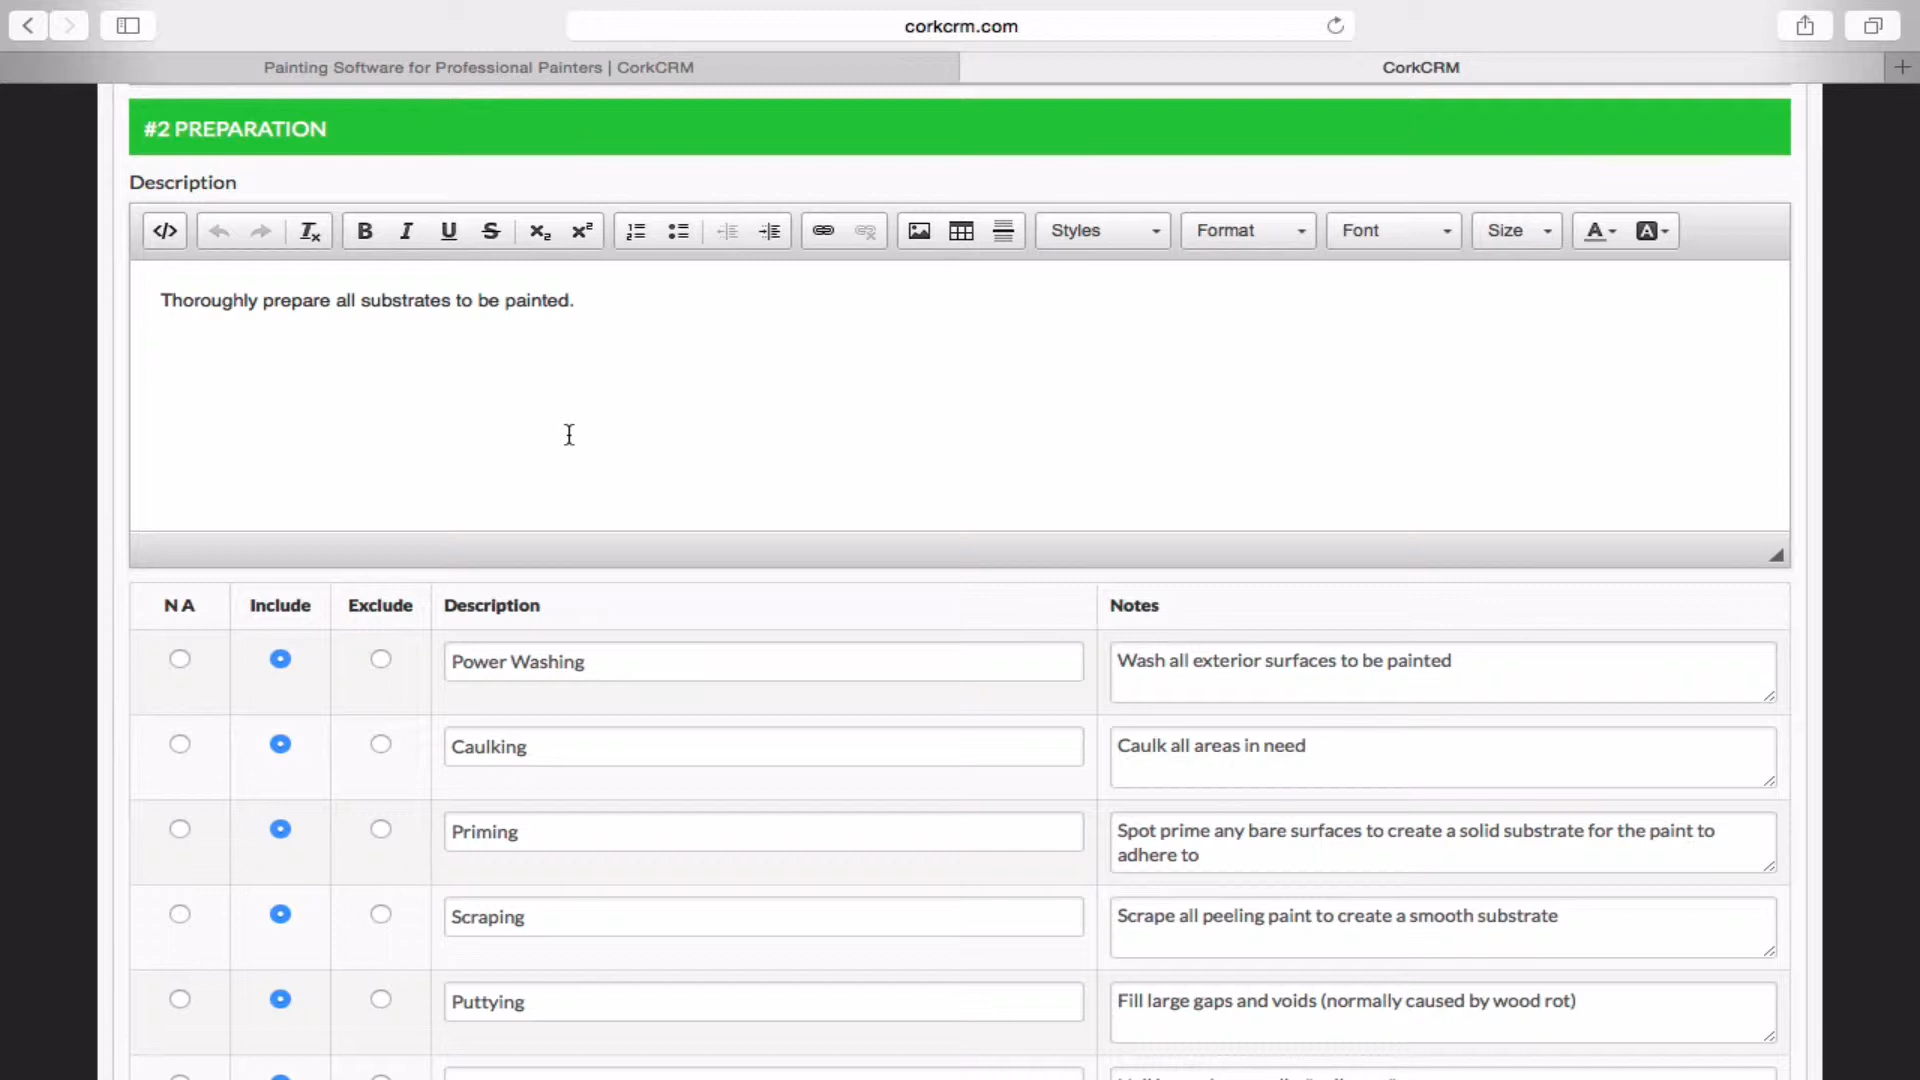 corkcrm.com
Painting Software for Professional Painters | CorkCRM
CorkCRM
#2 PREPARATION
Description
Styles Format Font Size
Thoroughly prepare all substrates to be painted.
N A Include Exclude Description Notes
Power Washing
Wash all exterior surfaces to be painted
Caulking
Caulk all areas in need
Priming
Spot prime any bare surfaces to create a solid substrate for the paint to
adhere to
Scraping
Scrape all peeling paint to create a smooth substrate
Puttying
Fill large gaps and voids (normally caused by wood rot)